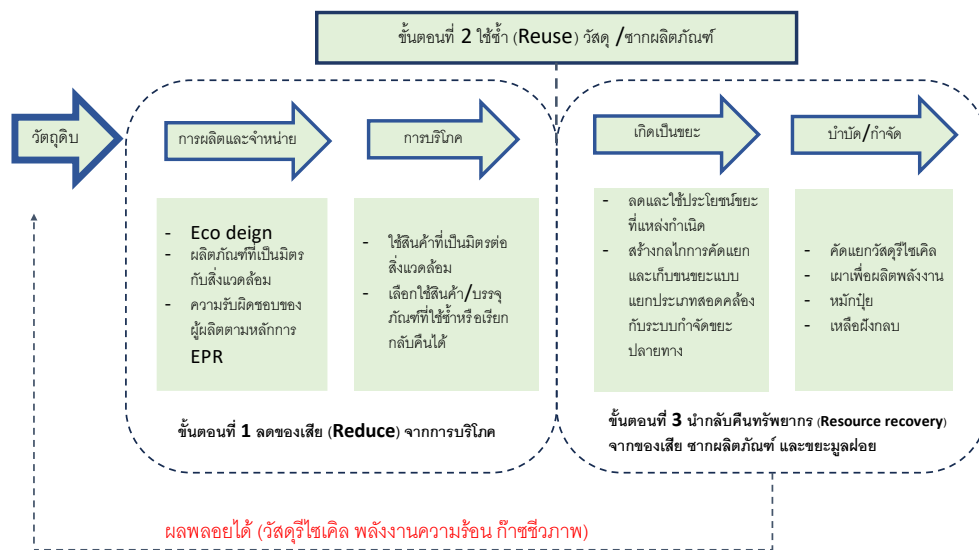 ขั้นตอนที่ 2 ใช้ซ้ำ (Reuse) วัสดุ /ซากผลิตภัณฑ์
วัตถุดิบ
การผลิตและจำหน่าย
การบริโภค
เกิดเป็นขยะ
บำบัด/กำจัด
- Eco deign
- ผลิตภัณฑ์ที่เป็นมิตร
กับสิ่งแวดล้อม
- ความรับผิดชอบของ
ผู้ผลิตตามหลักการ
EPR
- ใช้สินค้าที่เป็นมิตรต่อ
สิ่งแวดล้อม
- เลือกใช้สินค้า/บรรจุ
ภัณฑ์ที่ใช้ซ้ำหรือเรียก
กลับคืนได้
- ลดและใช้ประโยชน์ขยะ
ที่แหล่งกำเนิด
- สร้างกลไกการคัดแยก
และเก็บขนขยะแบบ
แยกประเภทสอดคล้อง
กับระบบกำจัดขยะ
ปลายทาง
- คัดแยกวัสดุรีไซเคิล
- เผาเพื่อผลิตพลังงาน
- หมักปุ๋ย
- เหลือฝังกลบ
ขั้นตอนที่ 1 ลดของเสีย (Reduce) จากการบริโภค
ขั้นตอนที่ 3 นำกลับคืนทรัพยากร (Resource recovery)
จากของเสีย ซากผลิตภัณฑ์ และขยะมูลฝอย
ผลพลอยได้ (วัสดุรีไซเคิล พลังงานความร้อน ก๊าซชีวภาพ)